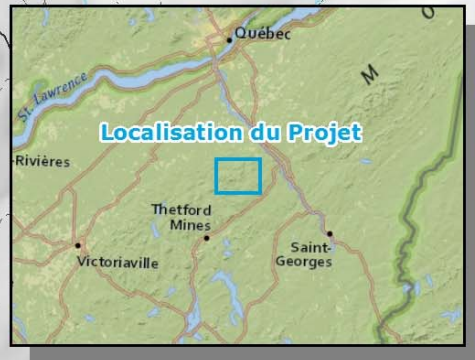 Québec
M O
St. Lawrence
Localisation du Projet
-Rivières
Thetford
Mines
Saint-
Georges
Victoriaville